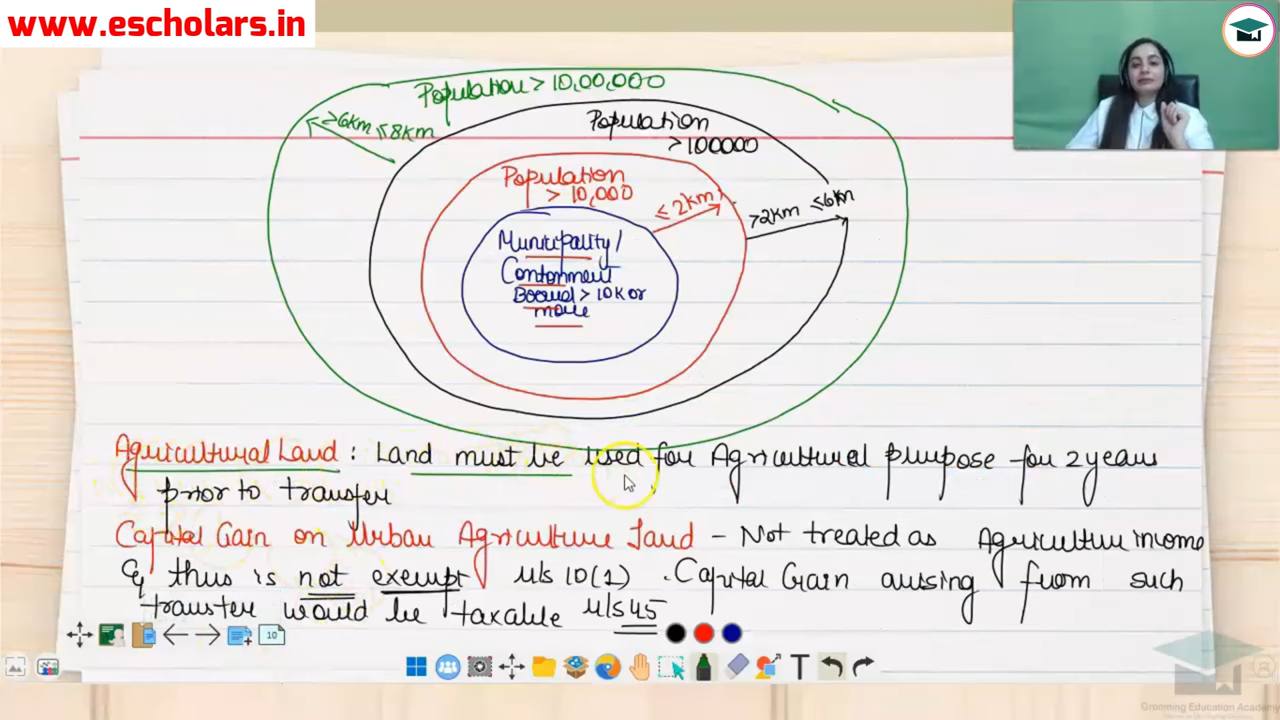 www.escholars.in
Population > 10,00,000
>6km ≤8km
Population
>100000
Population
> 10,000
≤ 2km
>2km ≤6km
Municipality/
Contonment
Board > 10K or
more
Agricultural Land : Land must be used for Agricultural purpose for 2 years
prior to transfer
Capital Gain on Urban Agriculture Land – Not treated as Agriculture income
& thus is not exempt u/s 10(1). Capital Gain arising from such
transfer would be taxable u/s 45
10
T
Grooming Education Academy